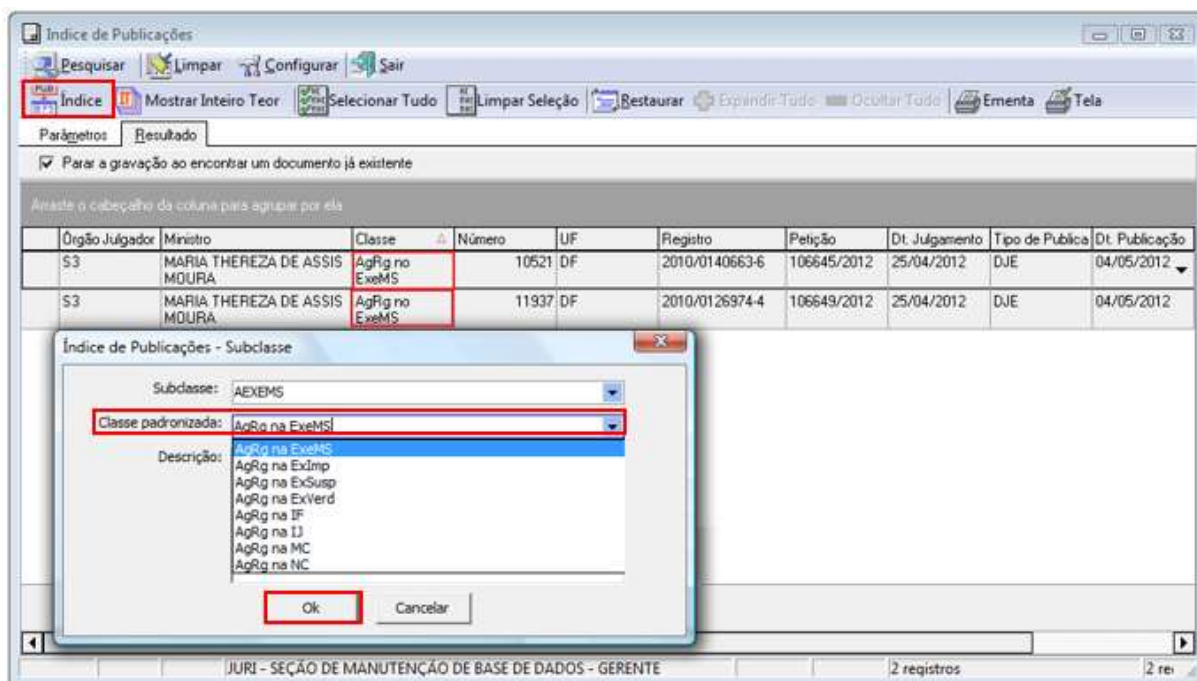 Indice de Publicações
Pesquisar Limpar Configurar Sair
Índice Mostrar Inteiro Teor Selecionar Tudo Limpar Seleção Restaurar Expandir Tudo Ocultar Tudo Ementa Tela
Parâmetros Resultado
Parar a gravação ao encontrar um documento já existente
Arraste o cabeçalho da coluna para agrupar por ela
Órgão Julgador Ministro Classe Número UF Registro Petição Dt. Julgamento Tipo de Publica Dt. Publicação
S3 MARIA THEREZA DE ASSIS AgRg no 10521 DF 2010/0140663-6 106645/2012 25/04/2012 DJE 04/05/2012
MOURA ExeMS
S3 MARIA THEREZA DE ASSIS AgRg no 11937 DF 2010/0126974-4 106649/2012 25/04/2012 DJE 04/05/2012
MOURA ExeMS
Índice de Publicações - Subclasse
Subclasse: AEXEMS
Classe padronizada: AgRg na ExeMS
Descrição: AgRg na ExeMS
AgRg na ExImp
AgRg na ExSusp
AgRg na ExVerd
AgRg na IF
AgRg na IJ
AgRg na MC
AgRg na NC
Ok Cancelar
JURI - SEÇÃO DE MANUTENÇÃO DE BASE DE DADOS - GERENTE 2 registros 2